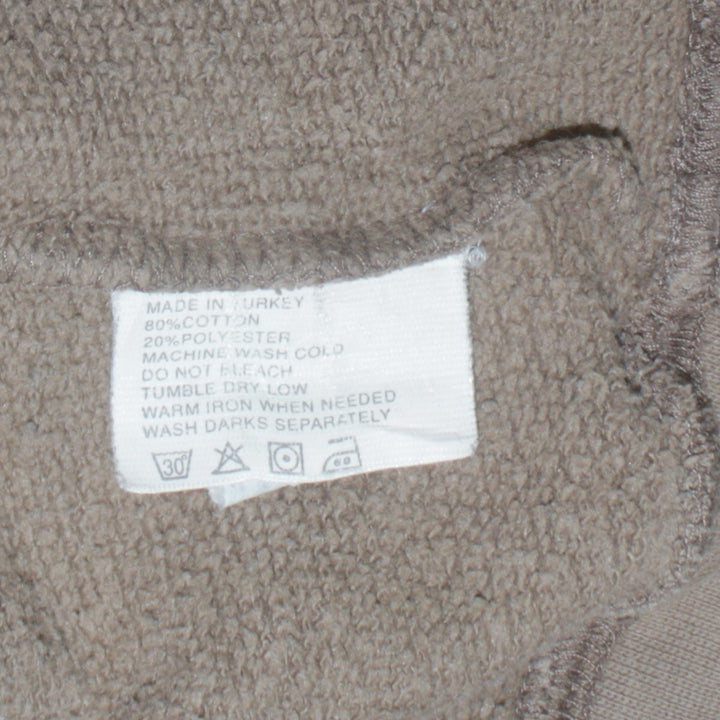 MADE IN TURKEY
80%COTTON
20%POLYESTER
MACHINE WASH COLD
DO NOT BLEACH
TUMBLE DRY LOW
WARM IRON WHEN NEEDED
WASH DARKS SEPARATELY
30°